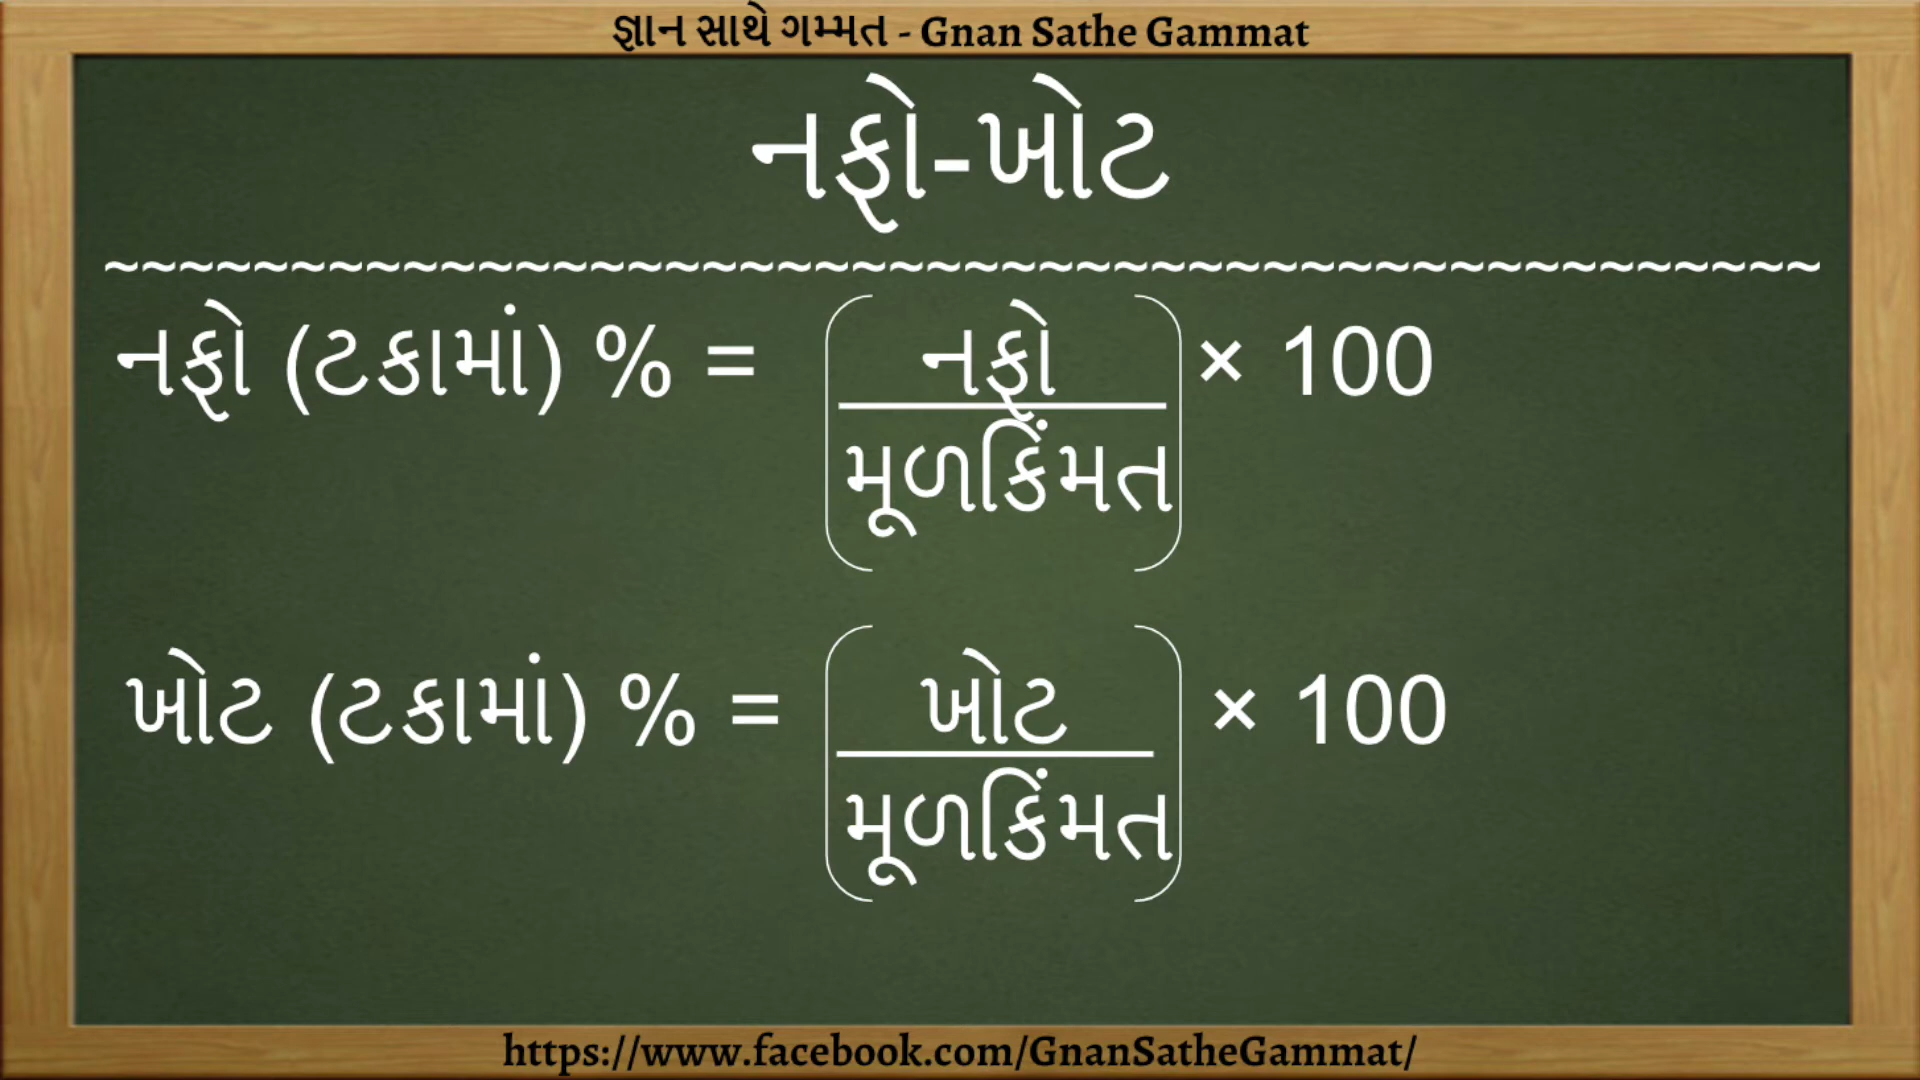 જ્ઞાન સાથે ગમ્મત - Gnan Sathe Gammat
નફો-ખોટ
~~~~~~~~~~~~~~~~~~~~~~~~~~~~~~~~~~~~~~~~~~~~~~
નફો (ટકામાં) % = નફો × 100
મૂળકિંમત
ખોટ (ટકામાં) % = ખોટ × 100
મૂળકિંમત
https://www.facebook.com/GnanSatheGammat/